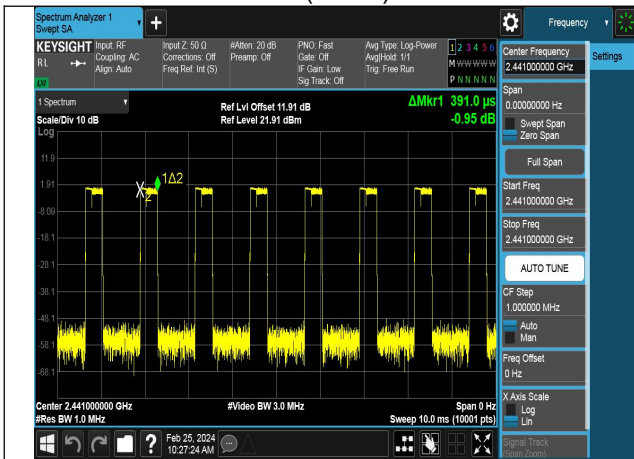 Spectrum Analyzer 1
Swept SA
Frequency
KEYSIGHT
RL
Input: RF
Coupling: AC
Align: Auto
Input Z: 50 Ω
Corrections: Off
Freq Ref: Int (S)
#Atten: 20 dB
Preamp: Off
PNO: Fast
Gate: Off
IF Gain: Low
Sig Track: Off
Avg Type: Log-Power
Avg|Hold: 1/1
Trig: Free Run
1 2 3 4 5 6
M W W W W W
P N N N N N
1 Spectrum
Scale/Div 10 dB
Log
Ref Lvl Offset 11.91 dB
Ref Level 21.91 dBm
ΔMkr1 391.0 µs
-0.95 dB
11.9
1.91
-8.09
-18.1
-28.1
-38.1
-48.1
-58.1
-68.1
1Δ2
2
Center 2.441000000 GHz
#Res BW 1.0 MHz
#Video BW 3.0 MHz
Span 0 Hz
Sweep 10.0 ms (10001 pts)
Feb 25, 2024
10:27:24 AM
Center Frequency
2.441000000 GHz
Span
0.00000000 Hz
Swept Span
Zero Span
Full Span
Start Freq
2.441000000 GHz
Stop Freq
2.441000000 GHz
AUTO TUNE
CF Step
1.000000 MHz
Auto
Man
Freq Offset
0 Hz
X Axis Scale
Log
Lin
Signal Track
(Span Zoom)
Settings